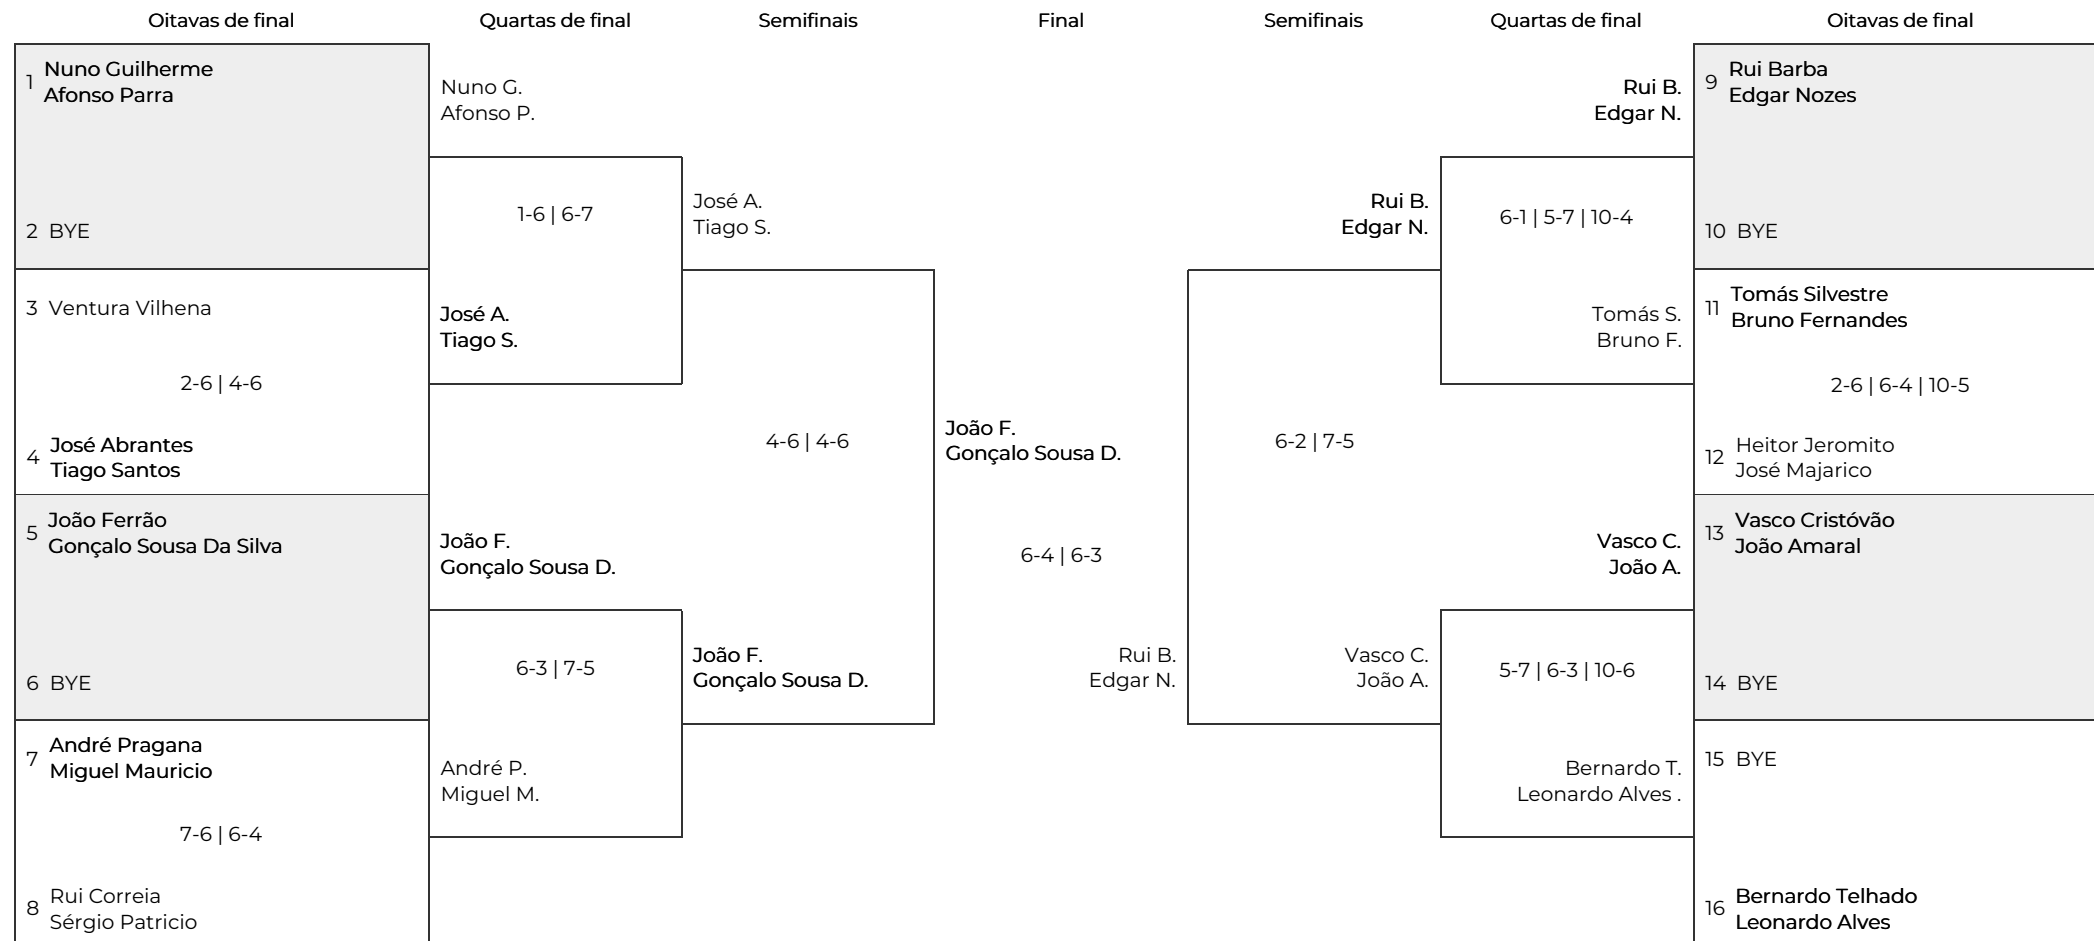 Oitavas de final
Quartas de final
Semifinais
Final
Semifinais
Quartas de final
Oitavas de final
1 Nuno Guilherme
Afonso Parra
2 BYE
3 Ventura Vilhena
2-6 | 4-6
4 José Abrantes
Tiago Santos
5 João Ferrão
Gonçalo Sousa Da Silva
6 BYE
7 André Pragana
Miguel Mauricio
7-6 | 6-4
8 Rui Correia
Sérgio Patricio
Nuno G.
Afonso P.
1-6 | 6-7
José A.
Tiago S.
João F.
Gonçalo Sousa D.
6-3 | 7-5
André P.
Miguel M.
José A.
Tiago S.
4-6 | 4-6
João F.
Gonçalo Sousa D.
João F.
Gonçalo Sousa D.
6-4 | 6-3
Rui B.
Edgar N.
Rui B.
Edgar N.
6-2 | 7-5
Vasco C.
João A.
Rui B.
Edgar N.
6-1 | 5-7 | 10-4
Tomás S.
Bruno F.
Vasco C.
João A.
5-7 | 6-3 | 10-6
Bernardo T.
Leonardo Alves .
9 Rui Barba
Edgar Nozes
10 BYE
11 Tomás Silvestre
Bruno Fernandes
2-6 | 6-4 | 10-5
12 Heitor Jeromito
José Majarico
13 Vasco Cristóvão
João Amaral
14 BYE
15 BYE
16 Bernardo Telhado
Leonardo Alves